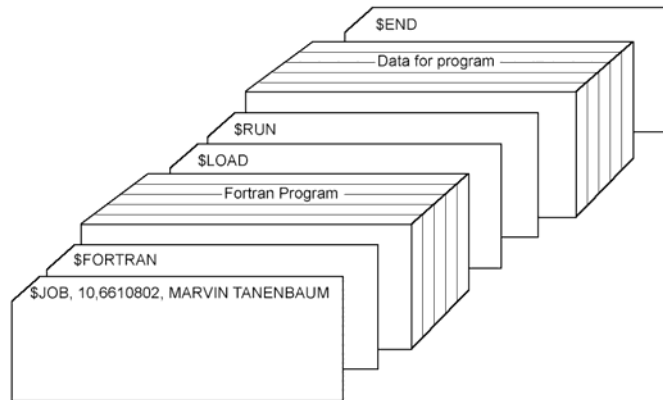 $END
Data for program
$RUN
$LOAD
Fortran Program
$FORTRAN
$JOB, 10,6610802, MARVIN TANENBAUM